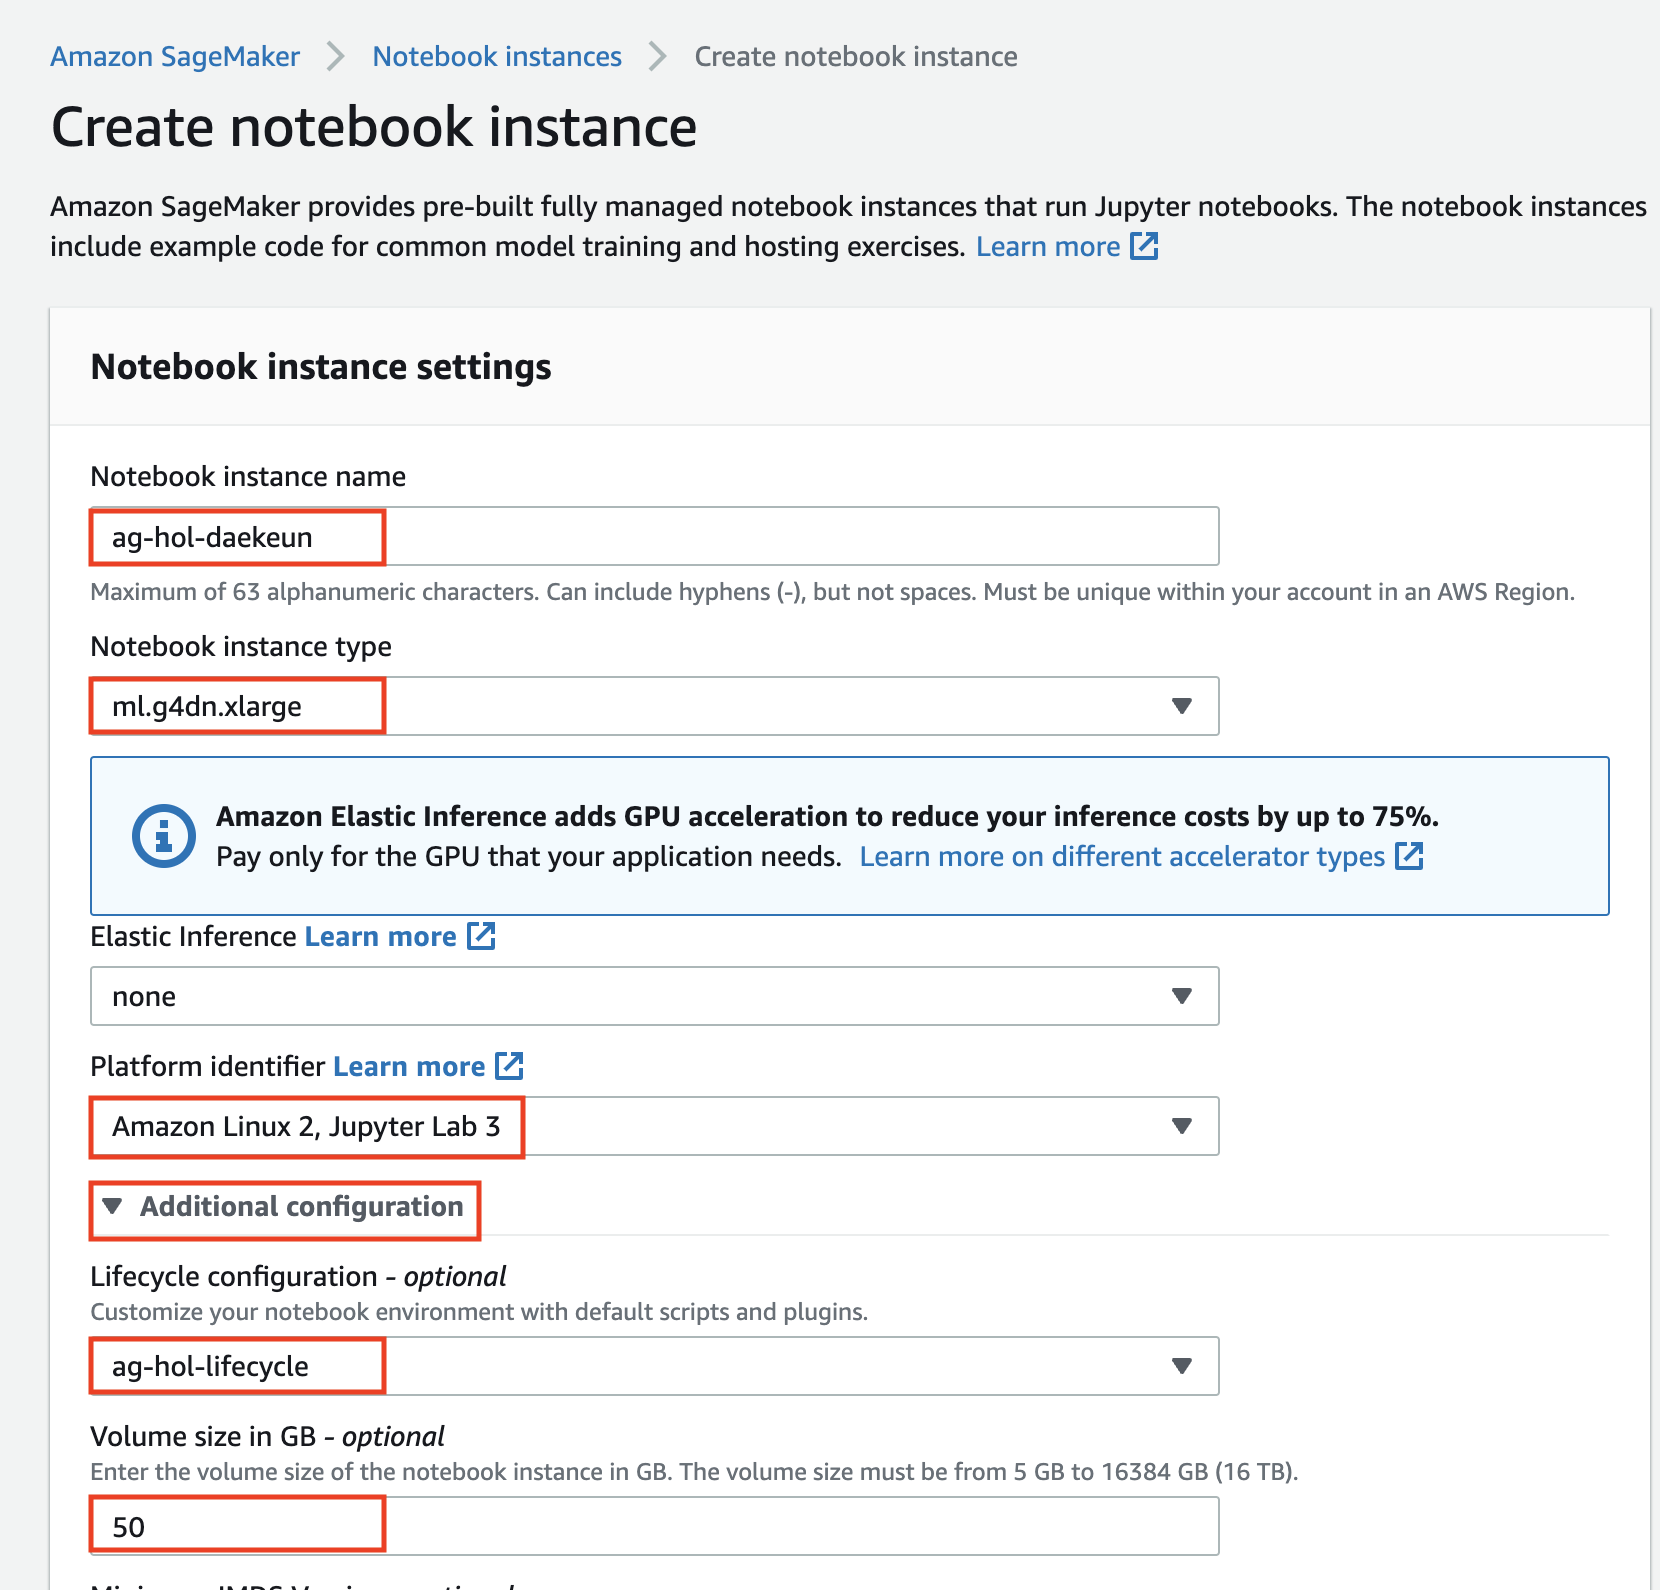 Amazon SageMaker > Notebook instances > Create notebook instance
Create notebook instance
Amazon SageMaker provides pre-built fully managed notebook instances that run Jupyter notebooks. The notebook instances
include example code for common model training and hosting exercises. Learn more
Notebook instance settings
Notebook instance name
ag-hol-daekeun
Maximum of 63 alphanumeric characters. Can include hyphens (-), but not spaces. Must be unique within your account in an AWS Region.
Notebook instance type
ml.g4dn.xlarge
Amazon Elastic Inference adds GPU acceleration to reduce your inference costs by up to 75%.
Pay only for the GPU that your application needs. Learn more on different accelerator types
Elastic Inference Learn more
none
Platform identifier Learn more
Amazon Linux 2, Jupyter Lab 3
Additional configuration
Lifecycle configuration - optional
Customize your notebook environment with default scripts and plugins.
ag-hol-lifecycle
Volume size in GB - optional
Enter the volume size of the notebook instance in GB. The volume size must be from 5 GB to 16384 GB (16 TB).
50